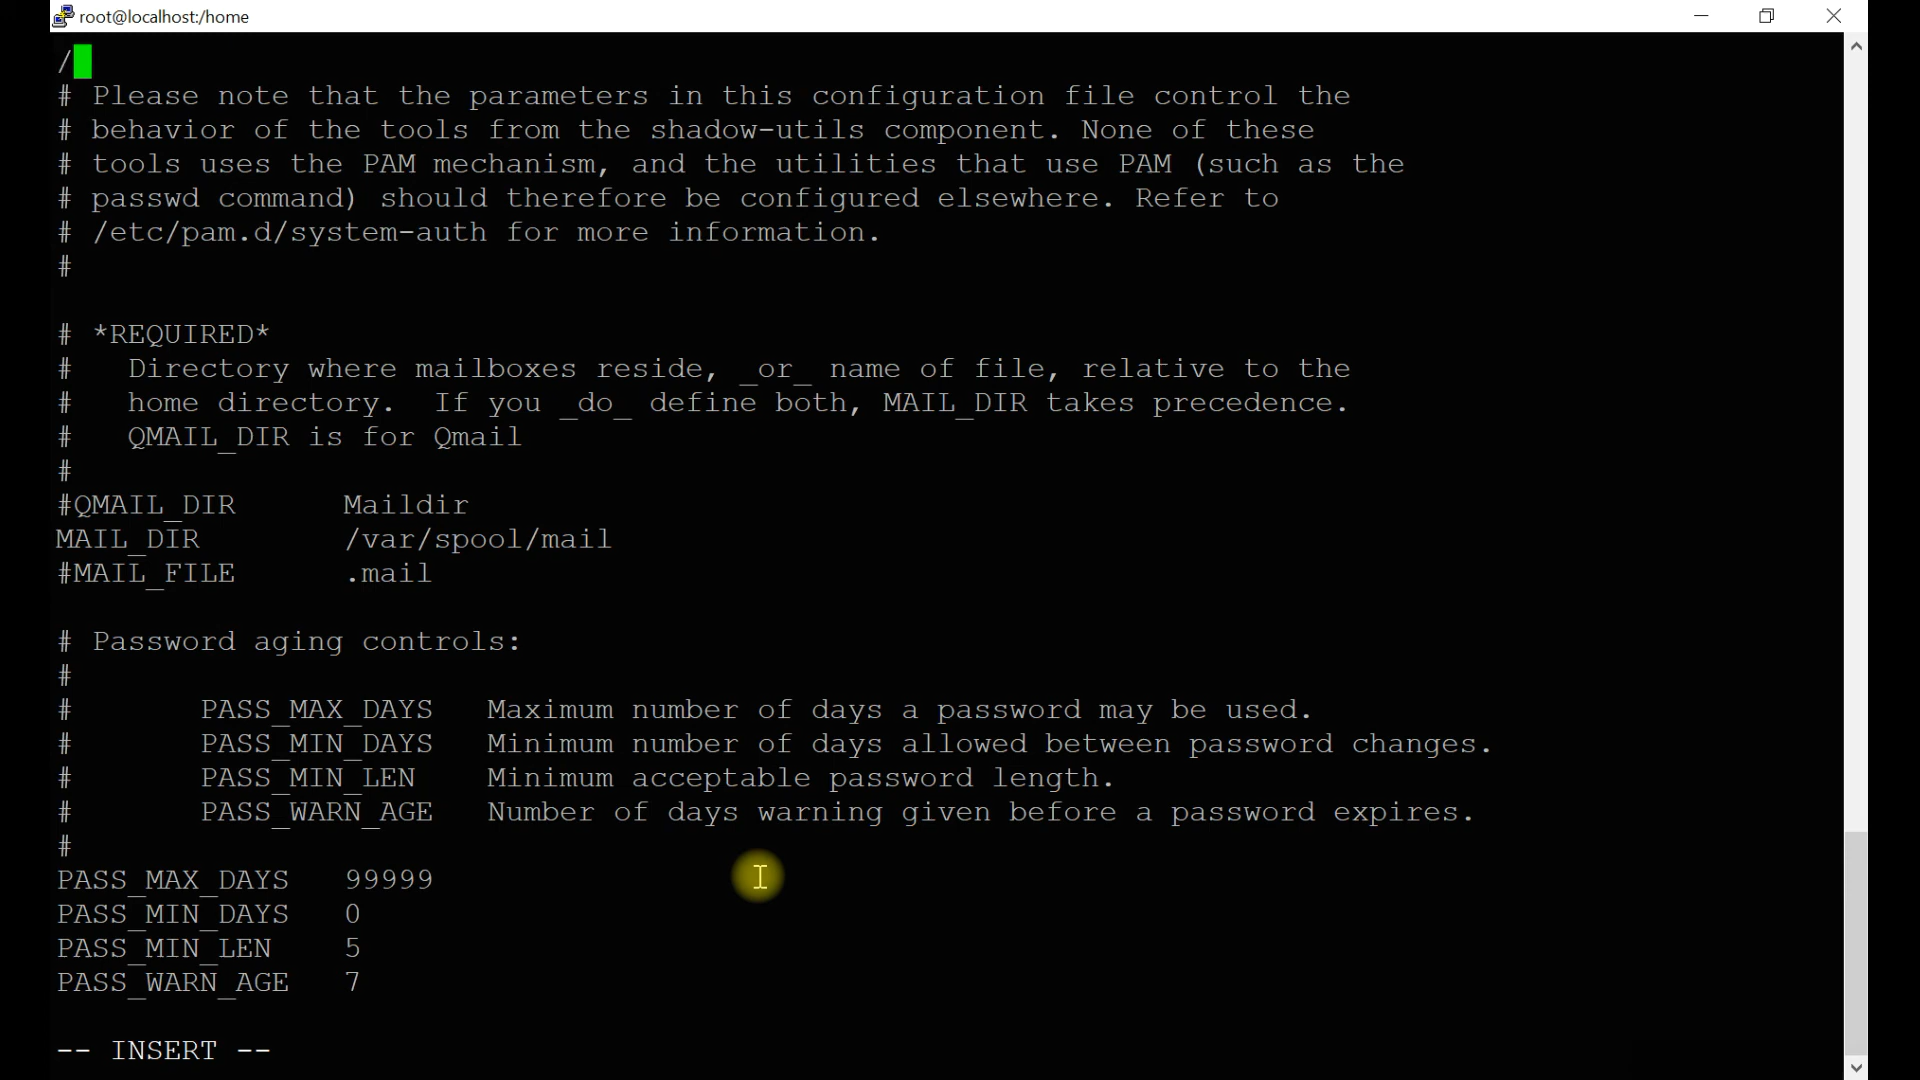 root@localhost:/home
/
# Please note that the parameters in this configuration file control the
# behavior of the tools from the shadow-utils component. None of these
# tools uses the PAM mechanism, and the utilities that use PAM (such as the
# passwd command) should therefore be configured elsewhere. Refer to
# /etc/pam.d/system-auth for more information.
#
# *REQUIRED*
#   Directory where mailboxes reside, _or_ name of file, relative to the
#   home directory.  If you _do_ define both, MAIL_DIR takes precedence.
#   QMAIL_DIR is for Qmail
#
#QMAIL_DIR      Maildir
MAIL_DIR        /var/spool/mail
#MAIL_FILE      .mail
# Password aging controls:
#
#       PASS_MAX_DAYS   Maximum number of days a password may be used.
#       PASS_MIN_DAYS   Minimum number of days allowed between password changes.
#       PASS_MIN_LEN    Minimum acceptable password length.
#       PASS_WARN_AGE   Number of days warning given before a password expires.
#
PASS_MAX_DAYS   99999
PASS_MIN_DAYS   0
PASS_MIN_LEN    5
PASS_WARN_AGE   7
-- INSERT --